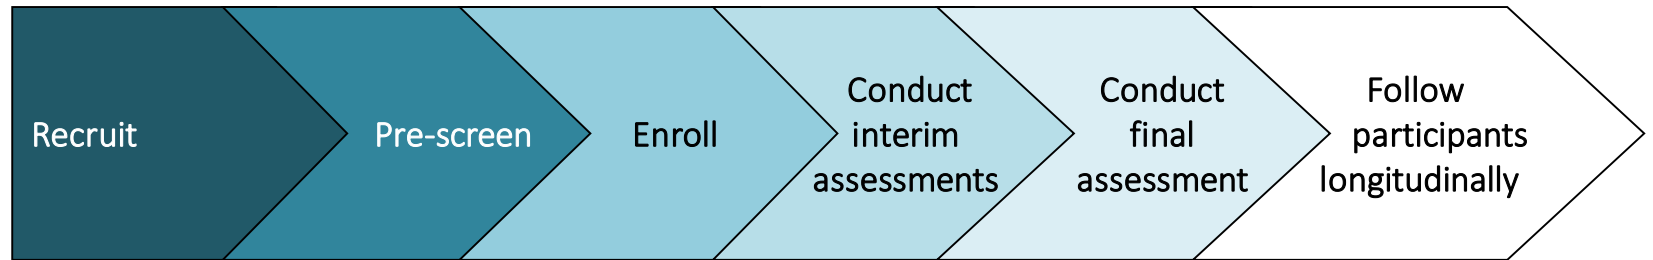 Recruit
Pre-screen
Enroll
Conduct
interim
assessments
Conduct
final
assessment
Follow
participants
longitudinally